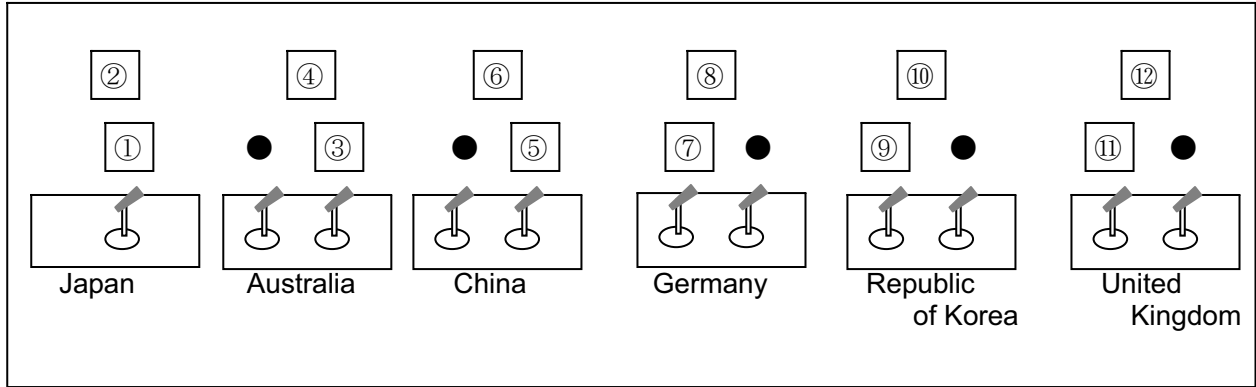 ② ④ ⑥ ⑧ ⑩ ⑫
① ③ ⑤ ⑦ ⑨ ⑪
Japan Australia China Germany Republic United
of Korea Kingdom